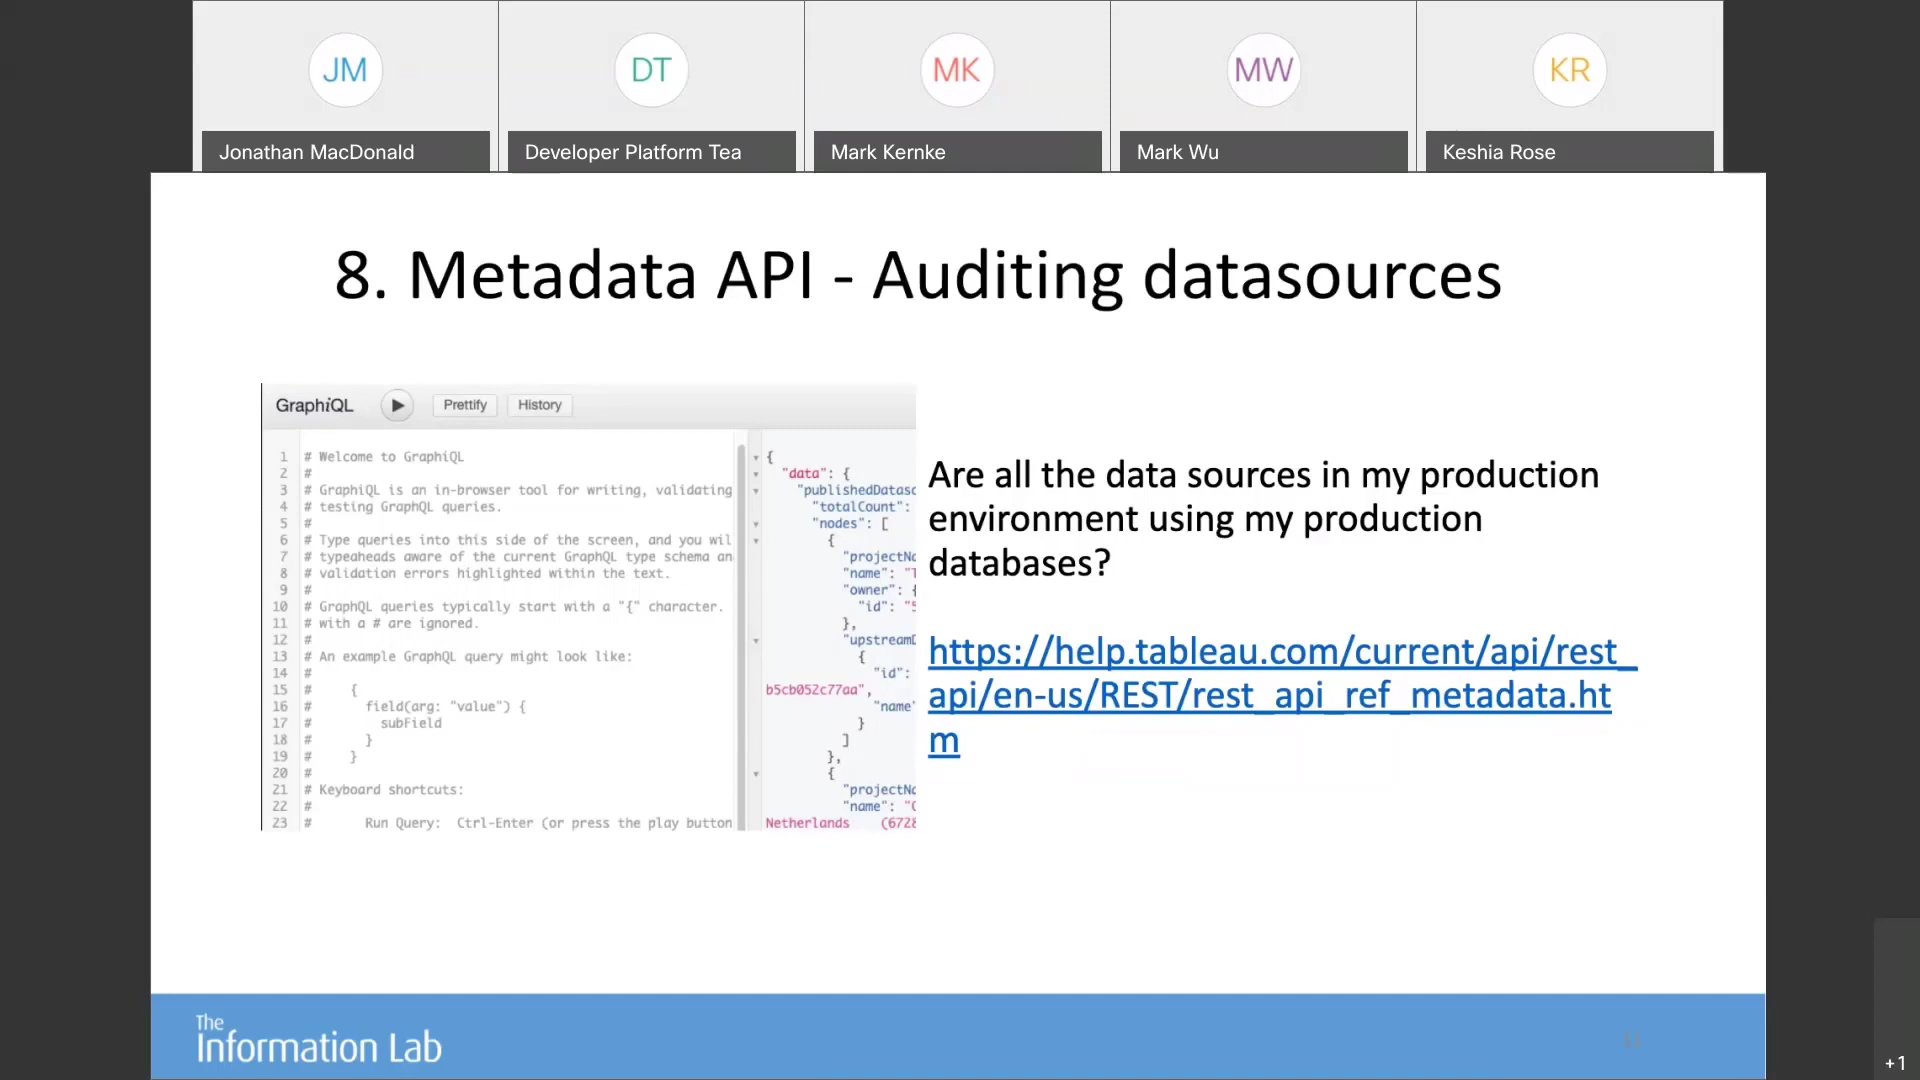 JM
DT
MK
MW
KR
Jonathan MacDonald
Developer Platform Tea
Mark Kernke
Mark Wu
Keshia Rose
8. Metadata API - Auditing datasources
GraphiQL
Prettify
History
1 # Welcome to GraphiQL
2 #
3 # GraphiQL is an in-browser tool for writing, validating
4 # testing GraphQL queries.
5 #
6 # Type queries into this side of the screen, and you wil
7 # typeaheads aware of the current GraphQL type schema an
8 # validation errors highlighted within the text.
9 #
10 # GraphQL queries typically start with a "{" character.
11 # with a # are ignored.
12 #
13 # An example GraphQL query might look like:
14 #
15 # {
16 # field(arg: "value") {
17 # subField
18 # }
19 # }
20 #
21 # Keyboard shortcuts:
22 #
23 # Run Query: Ctrl-Enter (or press the play button
{
"data": {
"publishedDatasc
"totalCount":
"nodes": [
{
"projectNa
"name": "T
"owner": {
"id": "5
},
"upstreamD
{
"id":
b5cb052c77aa",
"name"
}
]
},
{
"projectNa
"name": "C
Netherlands (6728
Are all the data sources in my production
environment using my production
databases?
https://help.tableau.com/current/api/rest_
api/en-us/REST/rest_api_ref_metadata.ht
m
The
Information Lab
+1